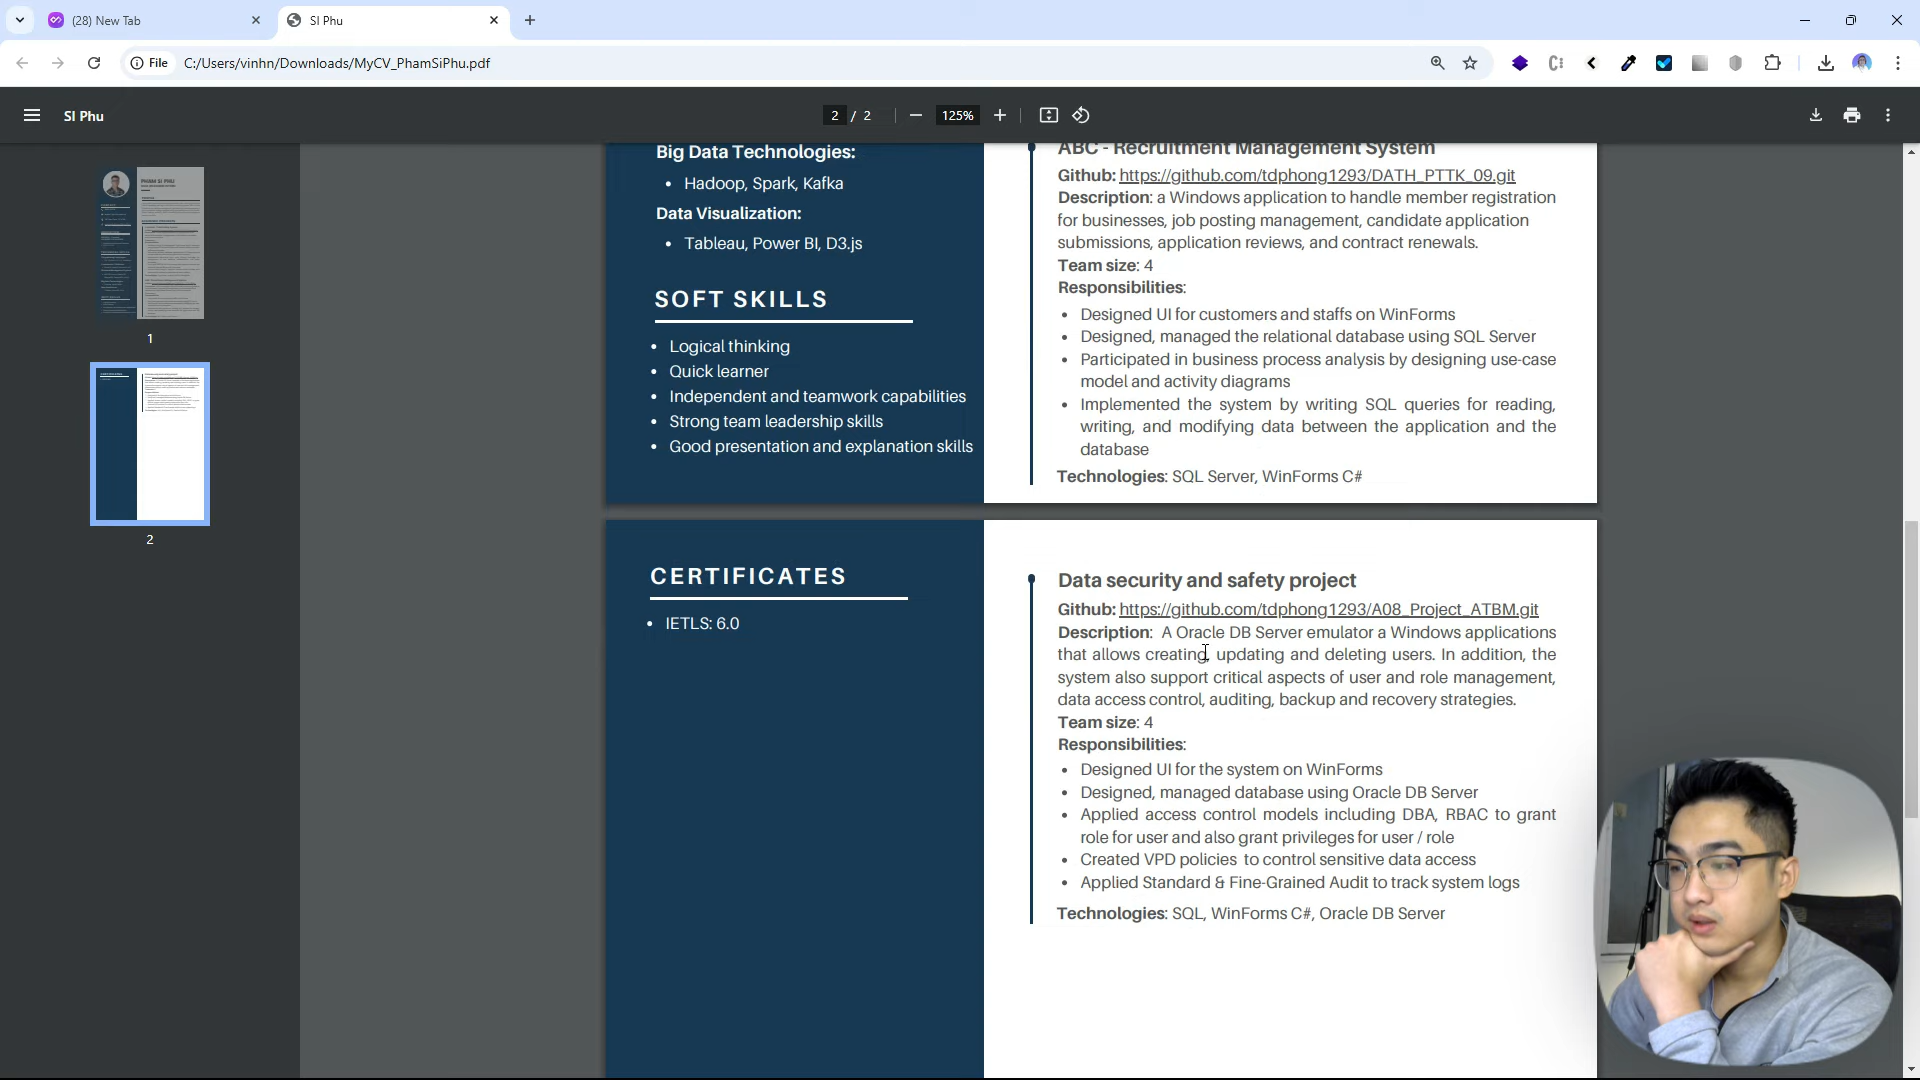 (28) New Tab
SI Phu
File
C:/Users/vinhn/Downloads/MyCV_PhamSiPhu.pdf
SI Phu
2 / 2
125%
1
2
Big Data Technologies:
Hadoop, Spark, Kafka
Data Visualization:
Tableau, Power BI, D3.js
SOFT SKILLS
Logical thinking
Quick learner
Independent and teamwork capabilities
Strong team leadership skills
Good presentation and explanation skills
ABC - Recruitment Management System
Github: https://github.com/tdphong1293/DATH_PTTK_09.git
Description: a Windows application to handle member registration
for businesses, job posting management, candidate application
submissions, application reviews, and contract renewals.
Team size: 4
Responsibilities:
Designed UI for customers and staffs on WinForms
Designed, managed the relational database using SQL Server
Participated in business process analysis by designing use-case
model and activity diagrams
Implemented the system by writing SQL queries for reading,
writing, and modifying data between the application and the
database
Technologies: SQL Server, WinForms C#
CERTIFICATES
IETLS: 6.0
Data security and safety project
Github: https://github.com/tdphong1293/A08_Project_ATBM.git
Description: A Oracle DB Server emulator a Windows applications
that allows creating, updating and deleting users. In addition, the
system also support critical aspects of user and role management,
data access control, auditing, backup and recovery strategies.
Team size: 4
Responsibilities:
Designed UI for the system on WinForms
Designed, managed database using Oracle DB Server
Applied access control models including DBA, RBAC to grant
role for user and also grant privileges for user / role
Created VPD policies to control sensitive data access
Applied Standard & Fine-Grained Audit to track system logs
Technologies: SQL, WinForms C#, Oracle DB Server